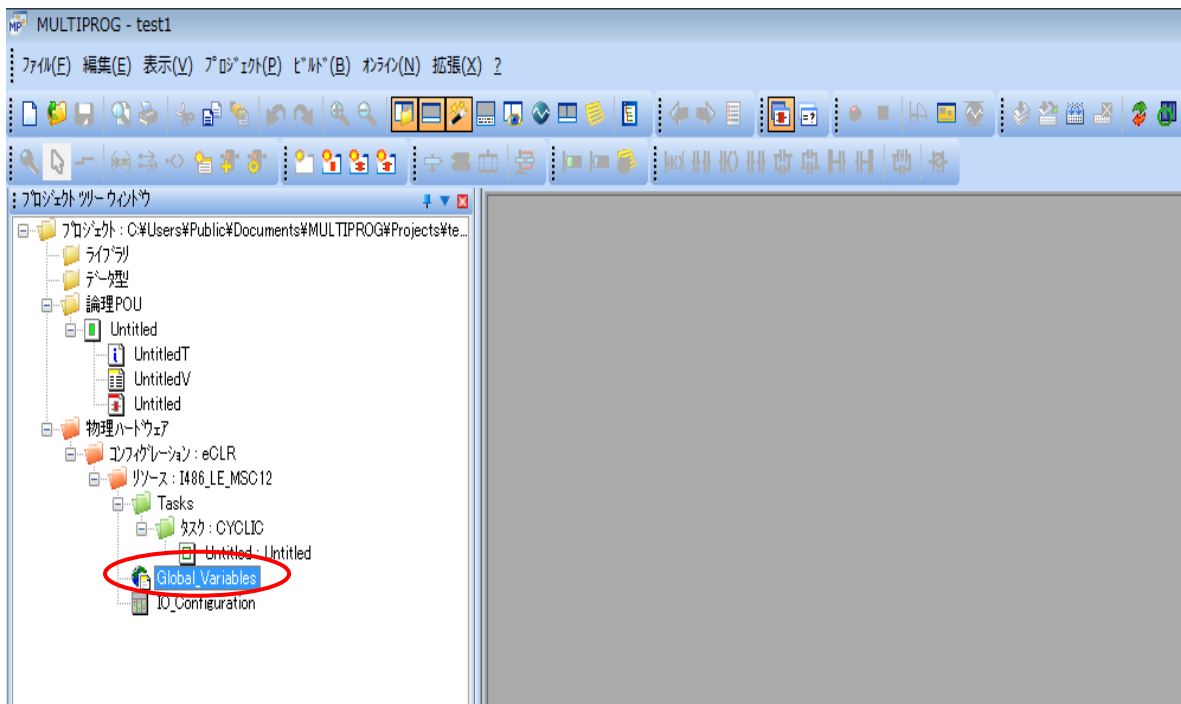 MULTIPROG - test1
ﾌｧｲﾙ(F) 編集(E) 表示(V) ﾌﾟﾛｼﾞｪｸﾄ(P) ﾋﾞﾙﾄﾞ(B) ｵﾝﾗｲﾝ(N) 拡張(X) ?
ﾌﾟﾛｼﾞｪｸﾄ ﾂﾘｰ ｳｨﾝﾄﾞｳ
ﾌﾟﾛｼﾞｪｸﾄ : C:¥Users¥Public¥Documents¥MULTIPROG¥Projects¥te...
ﾗｲﾌﾞﾗﾘ
ﾃﾞｰﾀ型
論理POU
Untitled
UntitledT
UntitledV
Untitled
物理ﾊｰﾄﾞｳｪｱ
ｺﾝﾌｨｸﾞﾚｰｼｮﾝ : eCLR
ﾘｿｰｽ : I486_LE_MSC12
Tasks
ﾀｽｸ : CYCLIC
Untitled : Untitled
Global_Variables
IO_Configuration